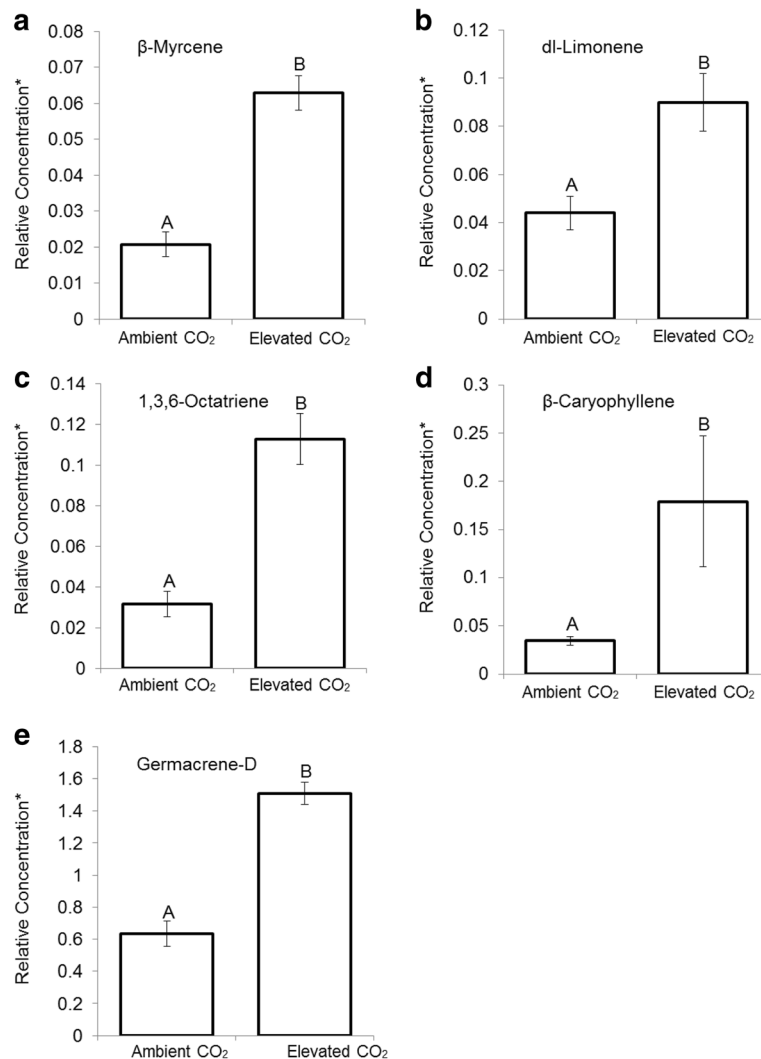 a
β-Myrcene
Relative Concentration*
0.08
0.07
0.06
0.05
0.04
0.03
0.02
0.01
0
A
B
Ambient CO₂
Elevated CO₂
b
dl-Limonene
Relative Concentration*
0.12
0.1
0.08
0.06
0.04
0.02
0
A
B
Ambient CO₂
Elevated CO₂
c
1,3,6-Octatriene
Relative Concentration*
0.14
0.12
0.1
0.08
0.06
0.04
0.02
0
A
B
Ambient CO₂
Elevated CO₂
d
β-Caryophyllene
Relative Concentration*
0.3
0.25
0.2
0.15
0.1
0.05
0
A
B
Ambient CO₂
Elevated CO₂
e
Germacrene-D
Relative Concentration*
1.8
1.6
1.4
1.2
1
0.8
0.6
0.4
0.2
0
A
B
Ambient CO₂
Elevated CO₂